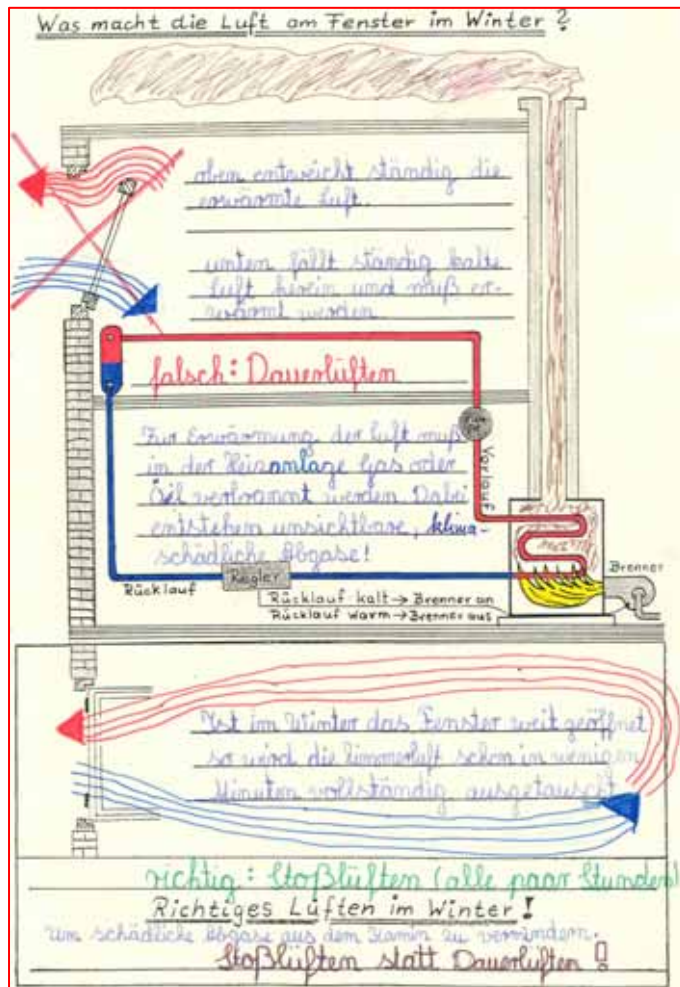 Was macht die Luft am Fenster im Winter ?
oben entweicht ständig die
erwärmte Luft.
unten fällt ständig kalte
Luft herein und muß er-
wärmt werden
falsch: Dauerlüften
Zur Erwärmung der Luft muß
in der Heizanlage Gas oder
Öl verbrannt werden. Dabei
entstehen unsichtbare, klima-
schädliche Abgase!
Vorlauf
Brenner
Regler
Rücklauf
Rücklauf kalt → Brenner an
Rücklauf warm → Brenner aus
Ist im Winter das Fenster weit geöffnet
so wird die Zimmerluft schon in wenigen
Minuten vollständig ausgetauscht
richtig: Stoßlüften (alle paar Stunden)
Richtiges Lüften im Winter!
um schädliche Abgase aus dem Kamin zu vermindern.
Stoßlüften statt Dauerlüften !